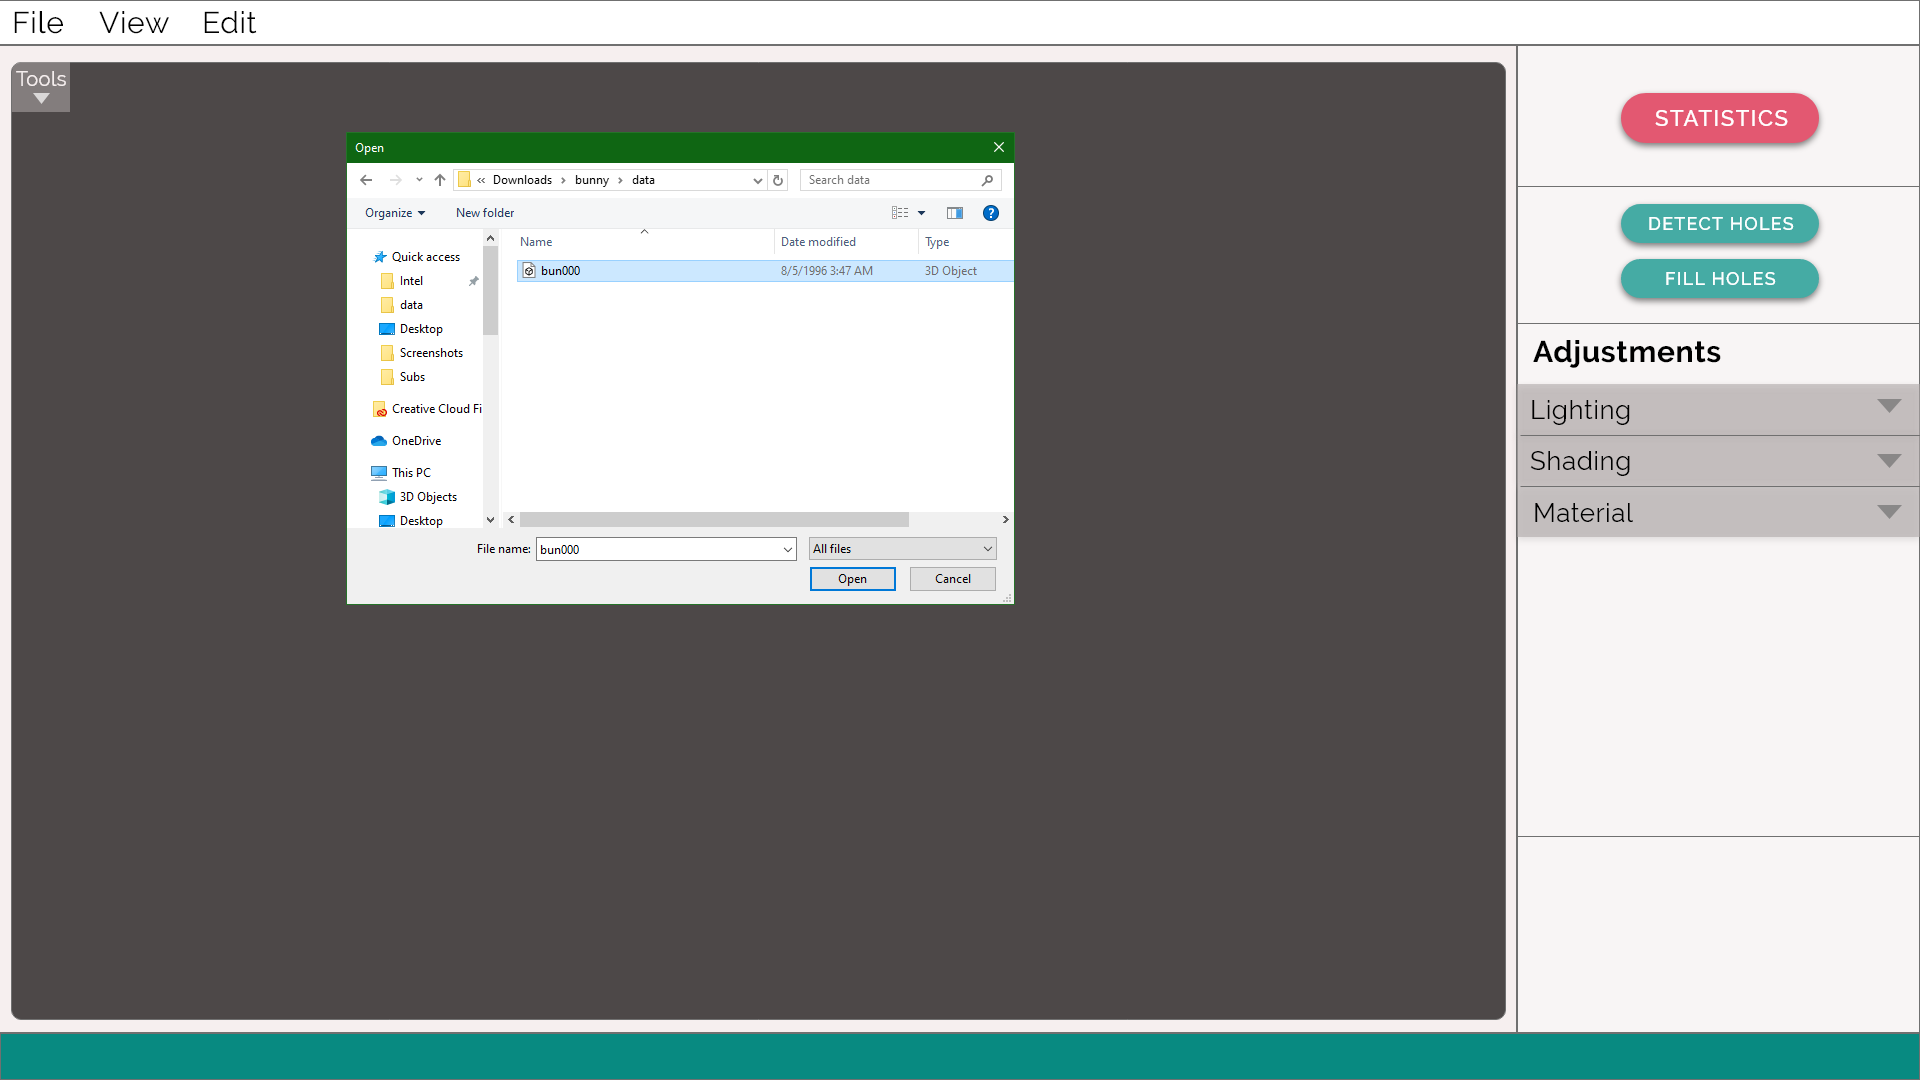 File View Edit
Tools
STATISTICS
DETECT HOLES
FILL HOLES
Adjustments
Lighting
Shading
Material
Open
« Downloads › bunny › data
Search data
Organize
New folder
?
Name
Date modified
Type
bun000
8/5/1996 3:47 AM
3D Object
Quick access
Intel
data
Desktop
Screenshots
Subs
Creative Cloud Fi
OneDrive
This PC
3D Objects
Desktop
File name: bun000
All files
Open
Cancel